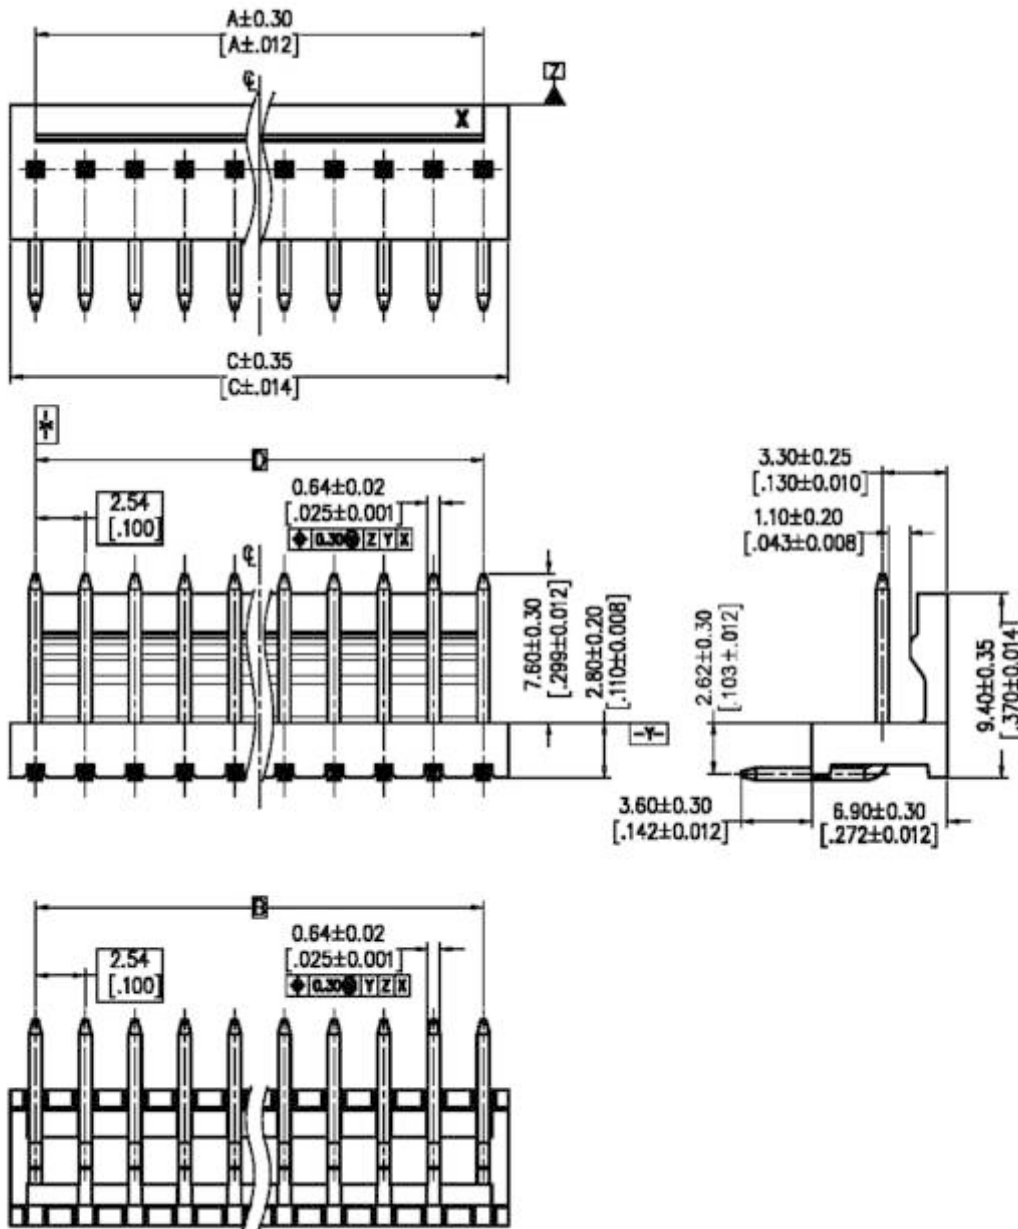 A±0.30
[A±.012]
℄
Z
X
C±0.35
[C±.014]
-X-
D
2.54
[.100]
0.64±0.02
[.025±0.001]
⌖ 0.30Ⓜ Z Y X
℄
7.60±0.30
[.299±0.012]
2.80±0.20
[.110±0.008]
-Y-
3.30±0.25
[.130±0.010]
1.10±0.20
[.043±0.008]
2.62±0.30
[.103±.012]
9.40±0.35
[.370±0.014]
3.60±0.30
[.142±0.012]
6.90±0.30
[.272±0.012]
B
2.54
[.100]
0.64±0.02
[.025±0.001]
⌖ 0.30Ⓜ Y Z X